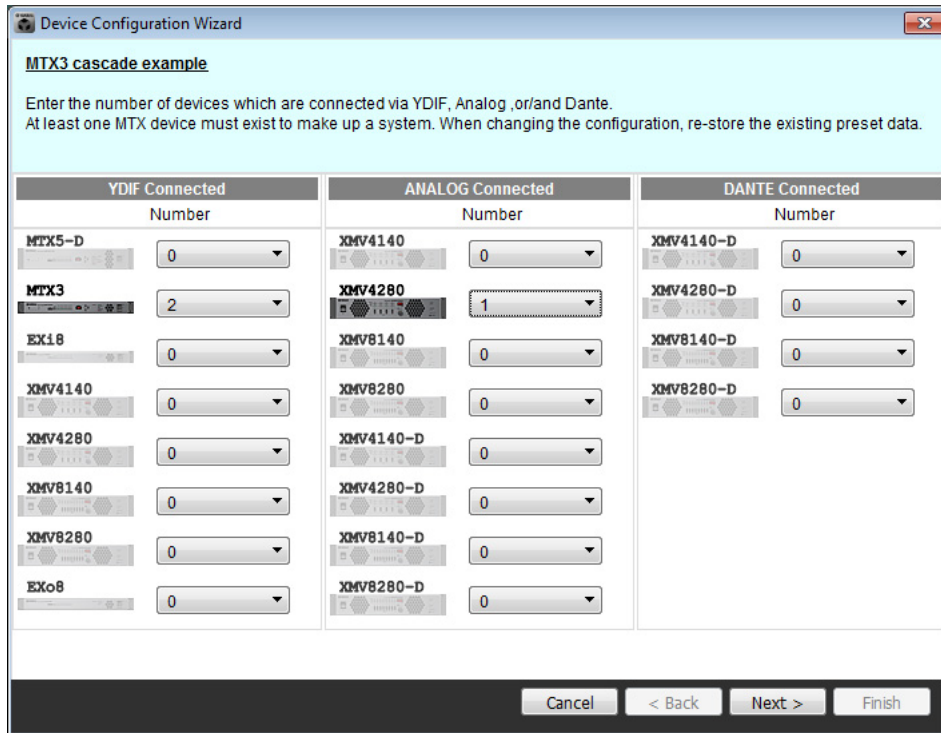 Device Configuration Wizard
MTX3 cascade example
Enter the number of devices which are connected via YDIF, Analog ,or/and Dante.
At least one MTX device must exist to make up a system. When changing the configuration, re-store the existing preset data.
YDIF Connected
Number
MTX5-D
0
MTX3
2
EXi8
0
XMV4140
0
XMV4280
0
XMV8140
0
XMV8280
0
EXo8
0
ANALOG Connected
Number
XMV4140
0
XMV4280
1
XMV8140
0
XMV8280
0
XMV4140-D
0
XMV4280-D
0
XMV8140-D
0
XMV8280-D
0
DANTE Connected
Number
XMV4140-D
0
XMV4280-D
0
XMV8140-D
0
XMV8280-D
0
Cancel
< Back
Next >
Finish